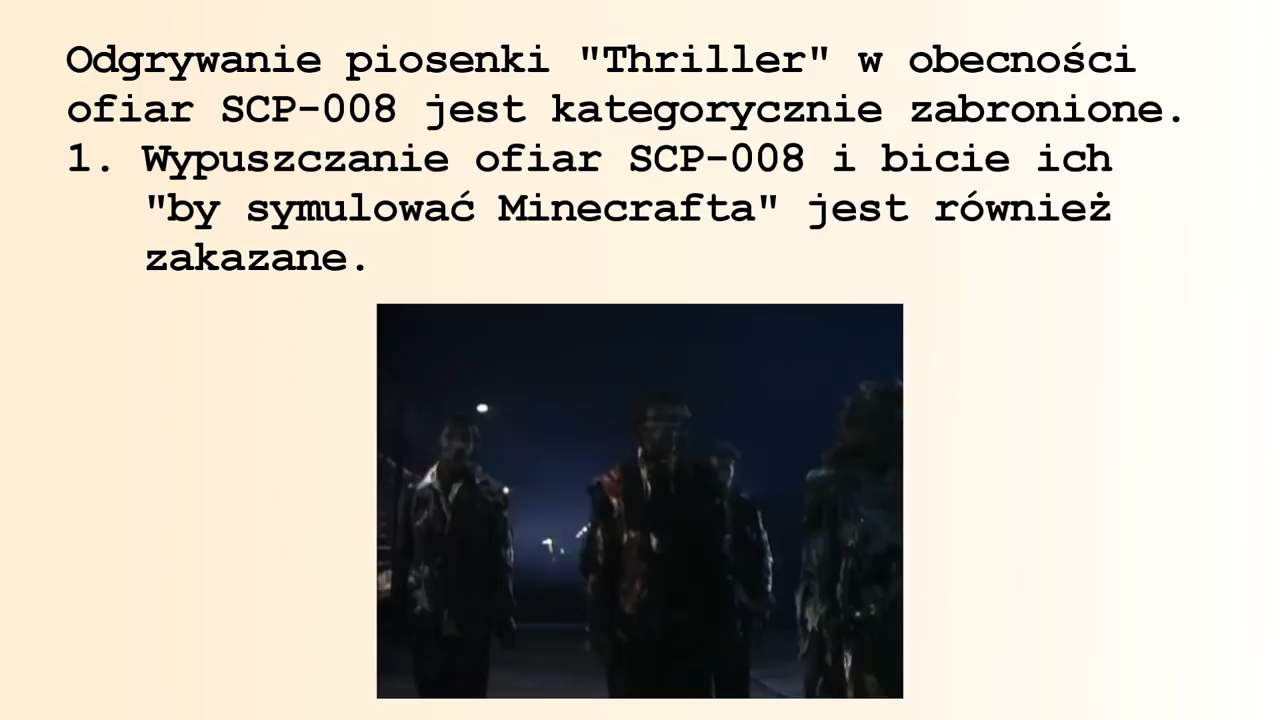 Odgrywanie piosenki "Thriller" w obecności
ofiar SCP-008 jest kategorycznie zabronione.
1. Wypuszczanie ofiar SCP-008 i bicie ich
"by symulować Minecrafta" jest również
zakazane.